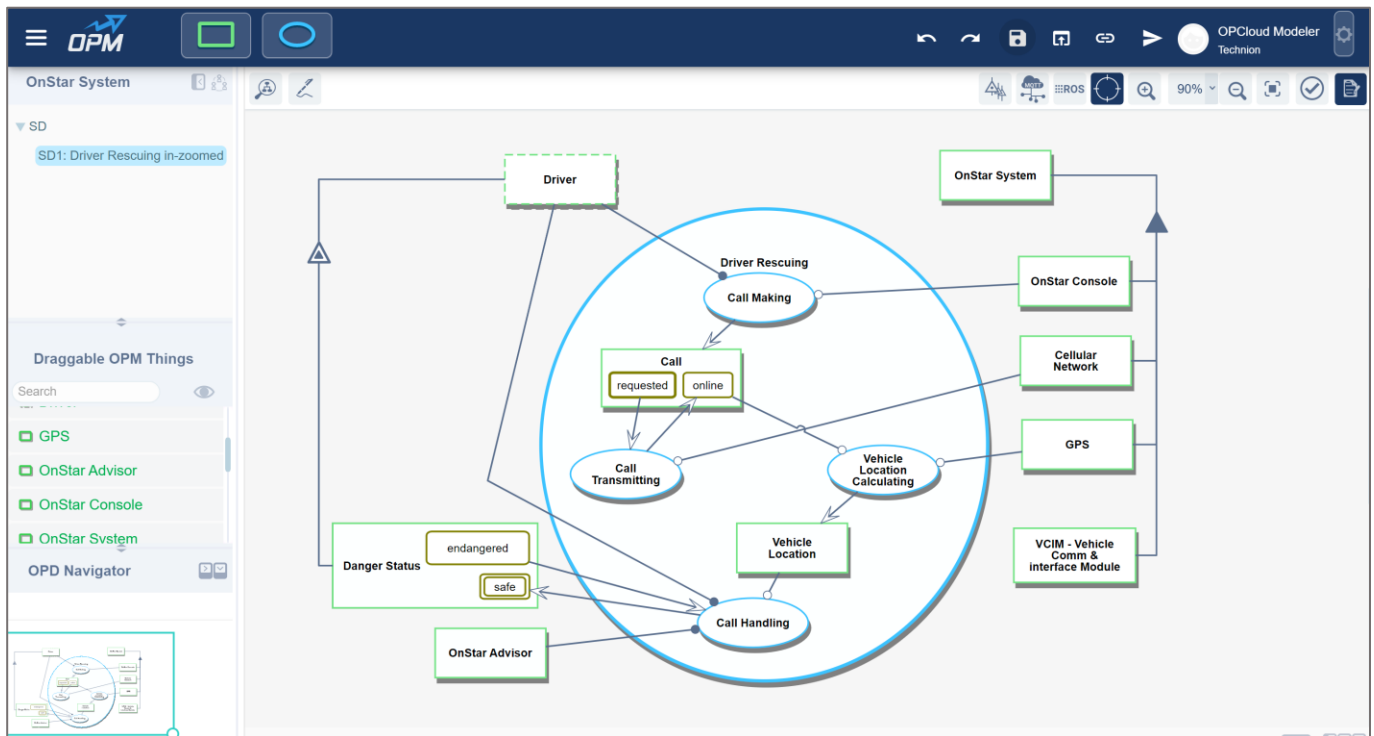 OPM
OPCloud Modeler
Technion
OnStar System
SD
SD1: Driver Rescuing in-zoomed
Draggable OPM Things
Search
GPS
OnStar Advisor
OnStar Console
OnStar System
OPD Navigator
MQTT
ROS
90%
Driver
OnStar System
Driver Rescuing
Call Making
OnStar Console
Call
requested
online
Cellular
Network
Call
Transmitting
Vehicle
Location
Calculating
GPS
Danger Status
endangered
safe
Vehicle
Location
VCIM - Vehicle
Comm &
interface Module
Call Handling
OnStar Advisor